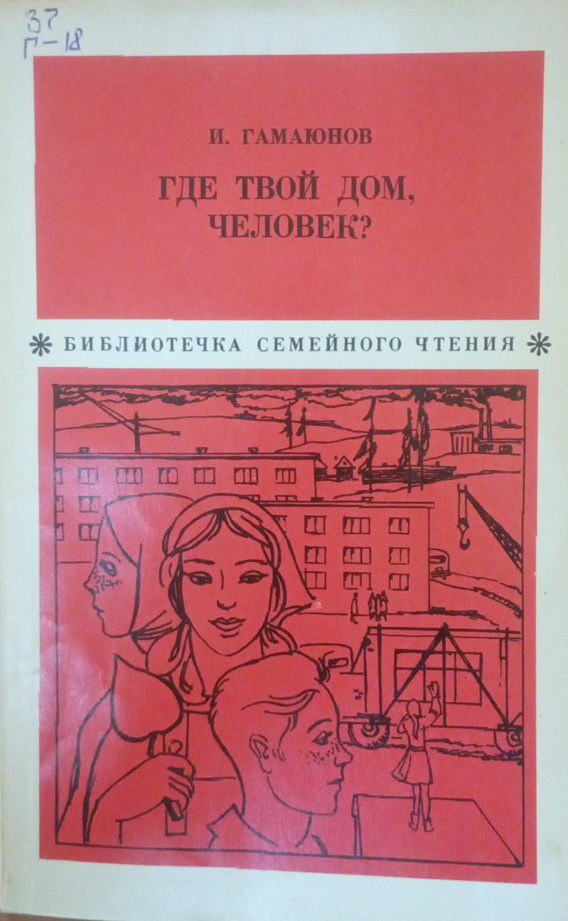 37
Г-18
И. ГАМАЮНОВ
ГДЕ ТВОЙ ДОМ,
ЧЕЛОВЕК?
* БИБЛИОТЕЧКА СЕМЕЙНОГО ЧТЕНИЯ *